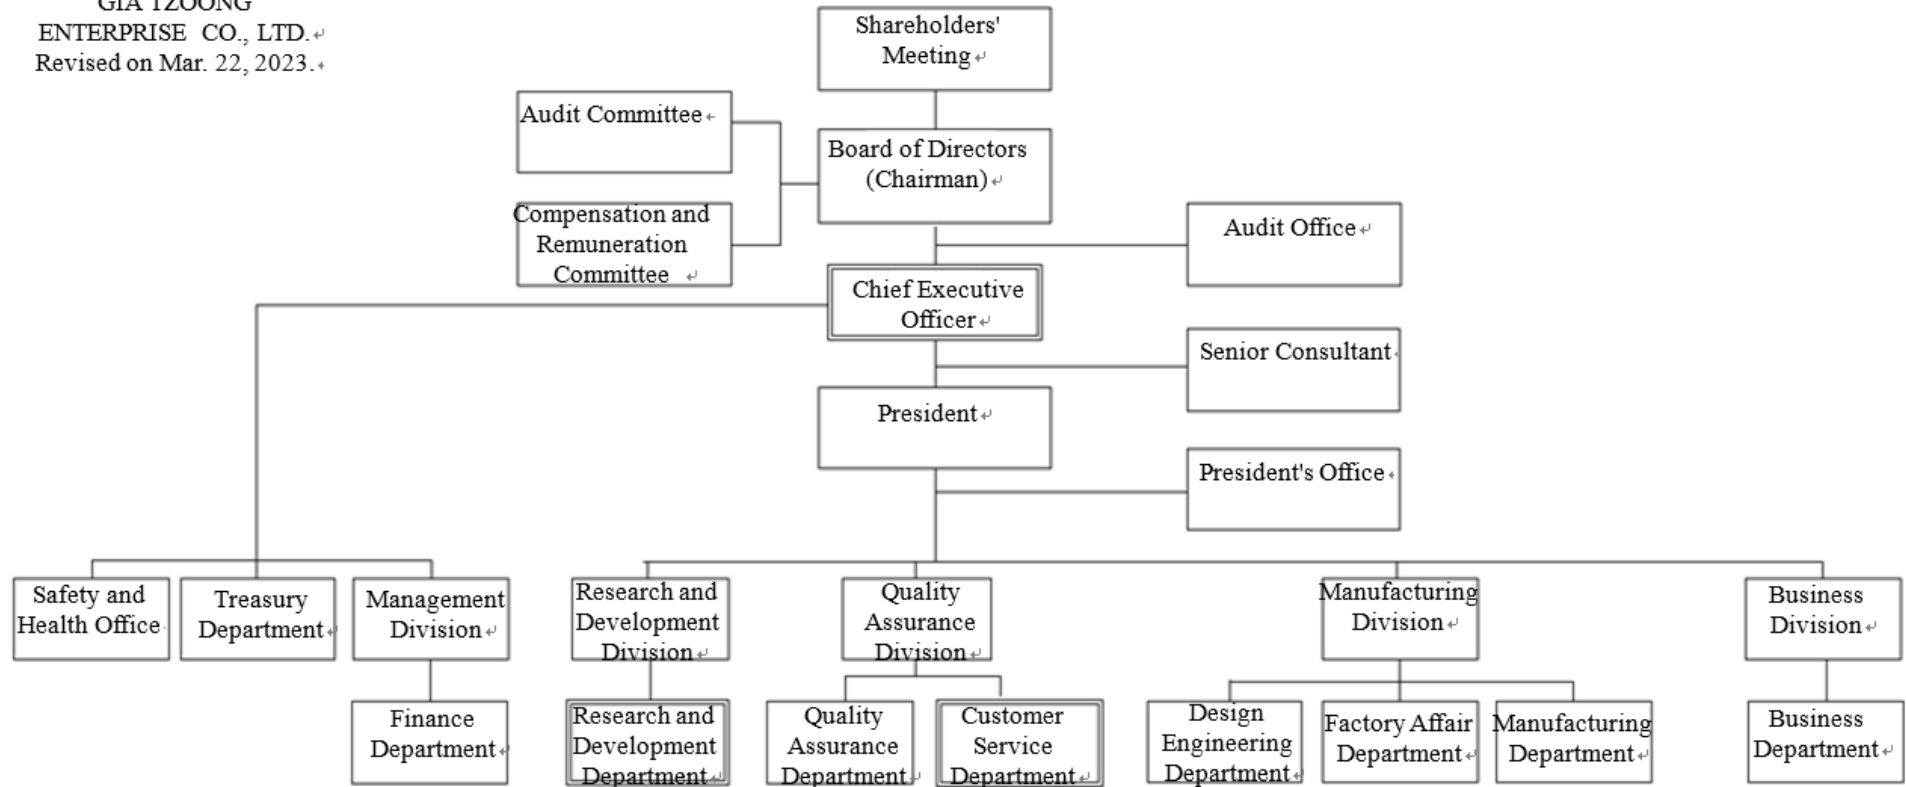 GIA TZOONG
ENTERPRISE CO., LTD.
Revised on Mar. 22, 2023.
Shareholders'
Meeting
Audit Committee
Board of Directors
(Chairman)
Compensation and
Remuneration
Committee
Audit Office
Chief Executive
Officer
Senior Consultant
President
President's Office
Safety and
Health Office
Treasury
Department
Management
Division
Research and
Development
Division
Quality
Assurance
Division
Manufacturing
Division
Business
Division
Finance
Department
Research and
Development
Department
Quality
Assurance
Department
Customer
Service
Department
Design
Engineering
Department
Factory Affair
Department
Manufacturing
Department
Business
Department